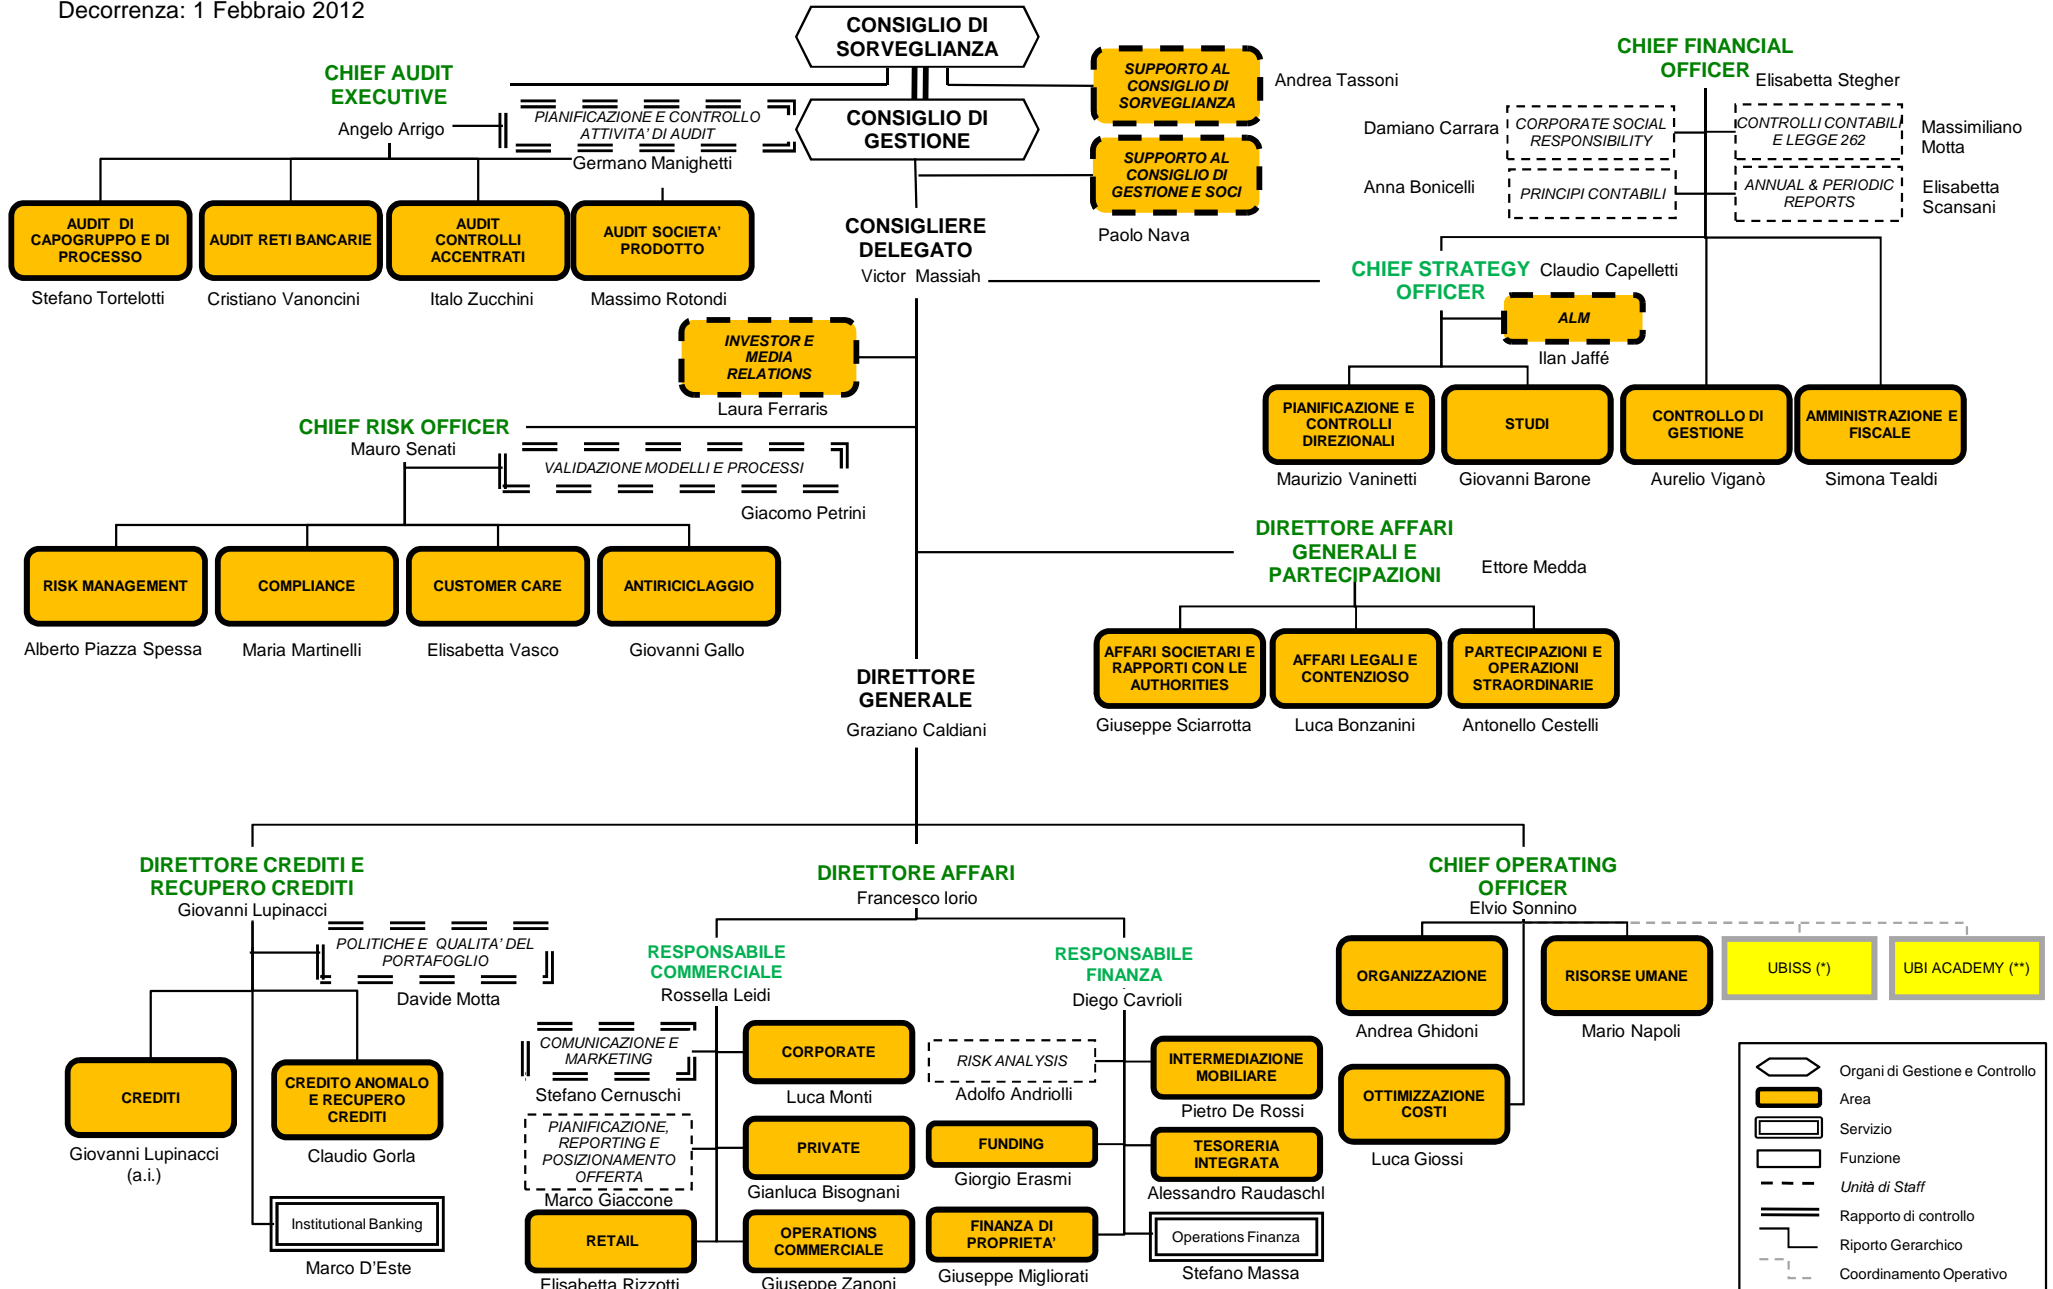 Decorrenza: 1 Febbraio 2012
CONSIGLIO DI
SORVEGLIANZA
CONSIGLIO DI
GESTIONE
SUPPORTO AL
CONSIGLIO DI
SORVEGLIANZA
Andrea Tassoni
SUPPORTO AL
CONSIGLIO DI
GESTIONE E SOCI
Paolo Nava
CHIEF AUDIT
EXECUTIVE
Angelo Arrigo
PIANIFICAZIONE E CONTROLLO
ATTIVITA' DI AUDIT
Germano Manighetti
AUDIT DI
CAPOGRUPPO E DI
PROCESSO
Stefano Tortelotti
AUDIT RETI BANCARIE
Cristiano Vanoncini
AUDIT
CONTROLLI
ACCENTRATI
Italo Zucchini
AUDIT SOCIETA'
PRODOTTO
Massimo Rotondi
CHIEF FINANCIAL
OFFICER
Elisabetta Stegher
Damiano Carrara
CORPORATE SOCIAL
RESPONSIBILITY
CONTROLLI CONTABILI
E LEGGE 262
Massimiliano
Motta
Anna Bonicelli
PRINCIPI CONTABILI
ANNUAL & PERIODIC
REPORTS
Elisabetta
Scansani
CONSIGLIERE
DELEGATO
Victor Massiah
CHIEF STRATEGY
OFFICER
Claudio Capelletti
ALM
Ilan Jaffé
PIANIFICAZIONE E
CONTROLLI
DIREZIONALI
Maurizio Vaninetti
STUDI
Giovanni Barone
CONTROLLO DI
GESTIONE
Aurelio Viganò
AMMINISTRAZIONE E
FISCALE
Simona Tealdi
INVESTOR E
MEDIA
RELATIONS
Laura Ferraris
CHIEF RISK OFFICER
Mauro Senati
VALIDAZIONE MODELLI E PROCESSI
Giacomo Petrini
RISK MANAGEMENT
Alberto Piazza Spessa
COMPLIANCE
Maria Martinelli
CUSTOMER CARE
Elisabetta Vasco
ANTIRICICLAGGIO
Giovanni Gallo
DIRETTORE AFFARI
GENERALI E
PARTECIPAZIONI
Ettore Medda
AFFARI SOCIETARI E
RAPPORTI CON LE
AUTHORITIES
Giuseppe Sciarrotta
AFFARI LEGALI E
CONTENZIOSO
Luca Bonzanini
PARTECIPAZIONI E
OPERAZIONI
STRAORDINARIE
Antonello Cestelli
DIRETTORE
GENERALE
Graziano Caldiani
DIRETTORE CREDITI E
RECUPERO CREDITI
Giovanni Lupinacci
POLITICHE E QUALITA' DEL
PORTAFOGLIO
Davide Motta
CREDITI
Giovanni Lupinacci
(a.i.)
CREDITO ANOMALO
E RECUPERO
CREDITI
Claudio Gorla
Institutional Banking
Marco D'Este
DIRETTORE AFFARI
Francesco Iorio
RESPONSABILE
COMMERCIALE
Rossella Leidi
COMUNICAZIONE E
MARKETING
Stefano Cernuschi
CORPORATE
Luca Monti
PIANIFICAZIONE,
REPORTING E
POSIZIONAMENTO
OFFERTA
Marco Giaccone
PRIVATE
Gianluca Bisognani
RETAIL
Elisabetta Rizzotti
OPERATIONS
COMMERCIALE
Giuseppe Zanoni
RESPONSABILE
FINANZA
Diego Cavrioli
RISK ANALYSIS
Adolfo Andriolli
INTERMEDIAZIONE
MOBILIARE
Pietro De Rossi
FUNDING
Giorgio Erasmi
TESORERIA
INTEGRATA
Alessandro Raudaschl
FINANZA DI
PROPRIETA'
Giuseppe Migliorati
Operations Finanza
Stefano Massa
CHIEF OPERATING
OFFICER
Elvio Sonnino
ORGANIZZAZIONE
Andrea Ghidoni
RISORSE UMANE
Mario Napoli
UBISS (*)
UBI ACADEMY (**)
OTTIMIZZAZIONE
COSTI
Luca Giossi
Organi di Gestione e Controllo
Area
Servizio
Funzione
Unità di Staff
Rapporto di controllo
Riporto Gerarchico
Coordinamento Operativo